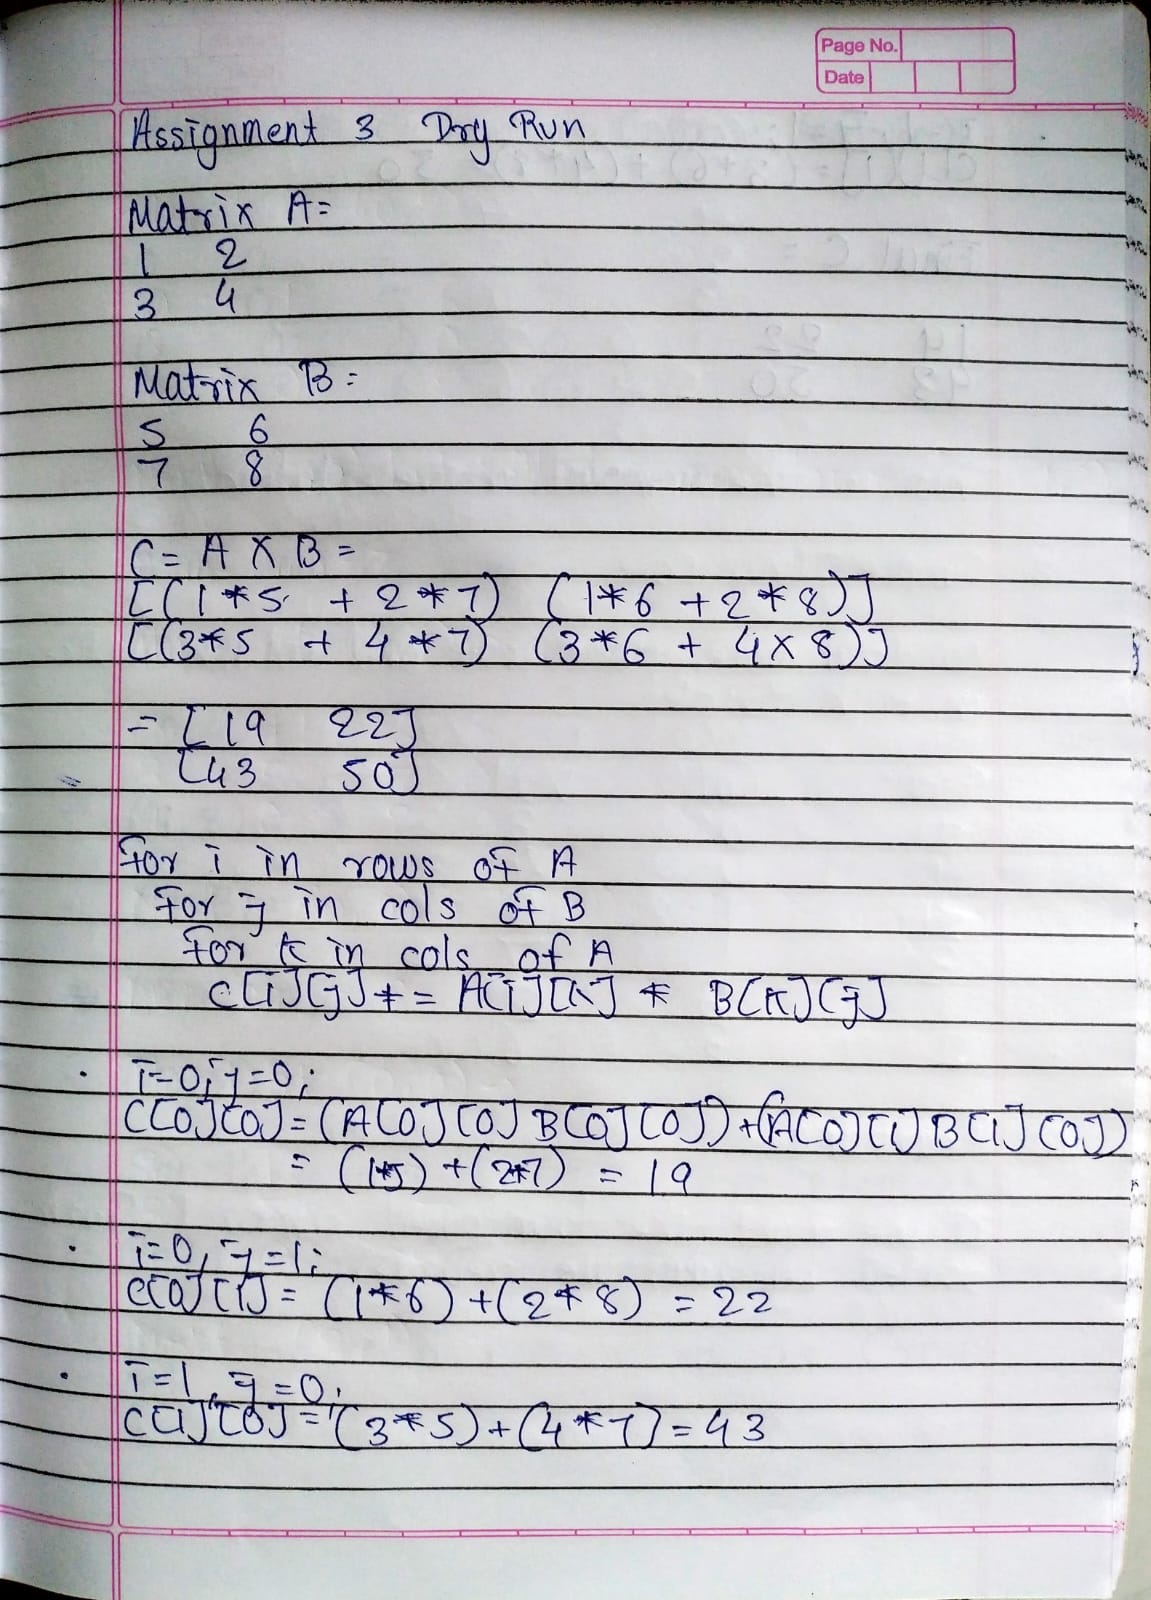 Page No.
Date
Assignment 3 Dry Run
Matrix A=
1 2
3 4
Matrix B=
5 6
7 8
C= A X B =
[(1*5 + 2*7) (1*6 +2*8)]
[(3*5 + 4*7) (3*6 + 4x8)]
= [19 22]
[43 50]
for i in rows of A
for j in cols of B
for k in cols of A
C[i][j]+= A[i][k] * B[k][j]
• i=0, j=0;
C[0][0]=(A[0][0] B[0][0])+(A[0][1] B[1][0])
= (1*5)+(2*7) = 19
• i=0, j=1;
C[0][1]= (1*6)+(2*8) =22
• i=1, j=0;
C[1][0]=(3*5)+(4*7)=43